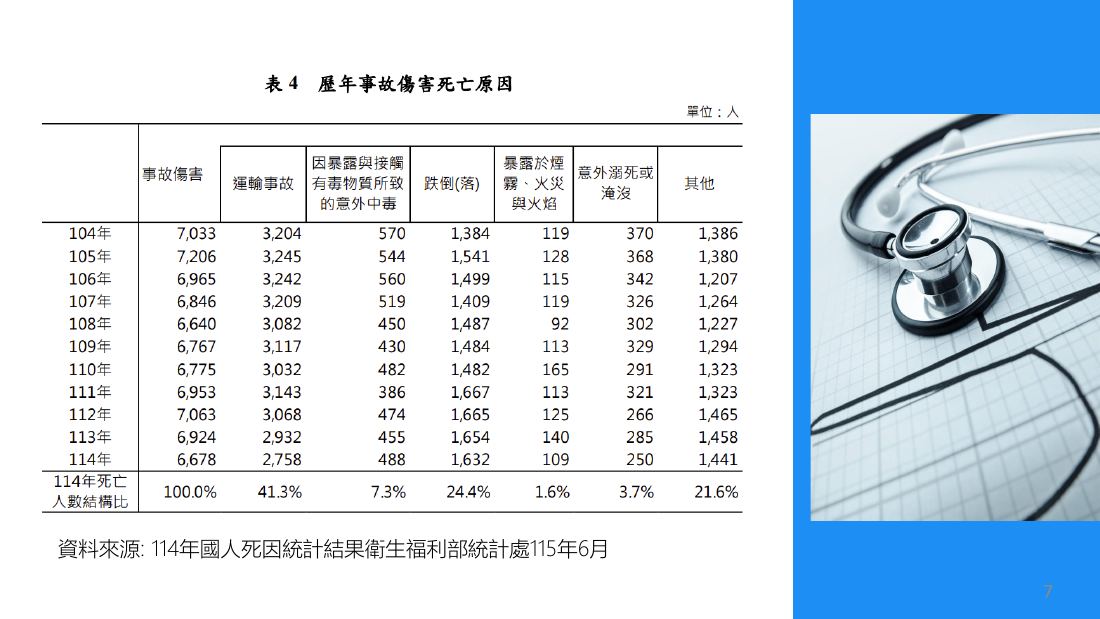 表 4　歷年事故傷害死亡原因
單位：人
事故傷害 運輸事故 因暴露與接觸有毒物質所致的意外中毒 跌倒(落) 暴露於煙霧、火災與火焰 意外溺死或淹沒 其他
104年 7,033 3,204 570 1,384 119 370 1,386
105年 7,206 3,245 544 1,541 128 368 1,380
106年 6,965 3,242 560 1,499 115 342 1,207
107年 6,846 3,209 519 1,409 119 326 1,264
108年 6,640 3,082 450 1,487 92 302 1,227
109年 6,767 3,117 430 1,484 113 329 1,294
110年 6,775 3,032 482 1,482 165 291 1,323
111年 6,953 3,143 386 1,667 113 321 1,323
112年 7,063 3,068 474 1,665 125 266 1,465
113年 6,924 2,932 455 1,654 140 285 1,458
114年 6,678 2,758 488 1,632 109 250 1,441
114年死亡人數結構比 100.0% 41.3% 7.3% 24.4% 1.6% 3.7% 21.6%
資料來源: 114年國人死因統計結果衛生福利部統計處115年6月
7